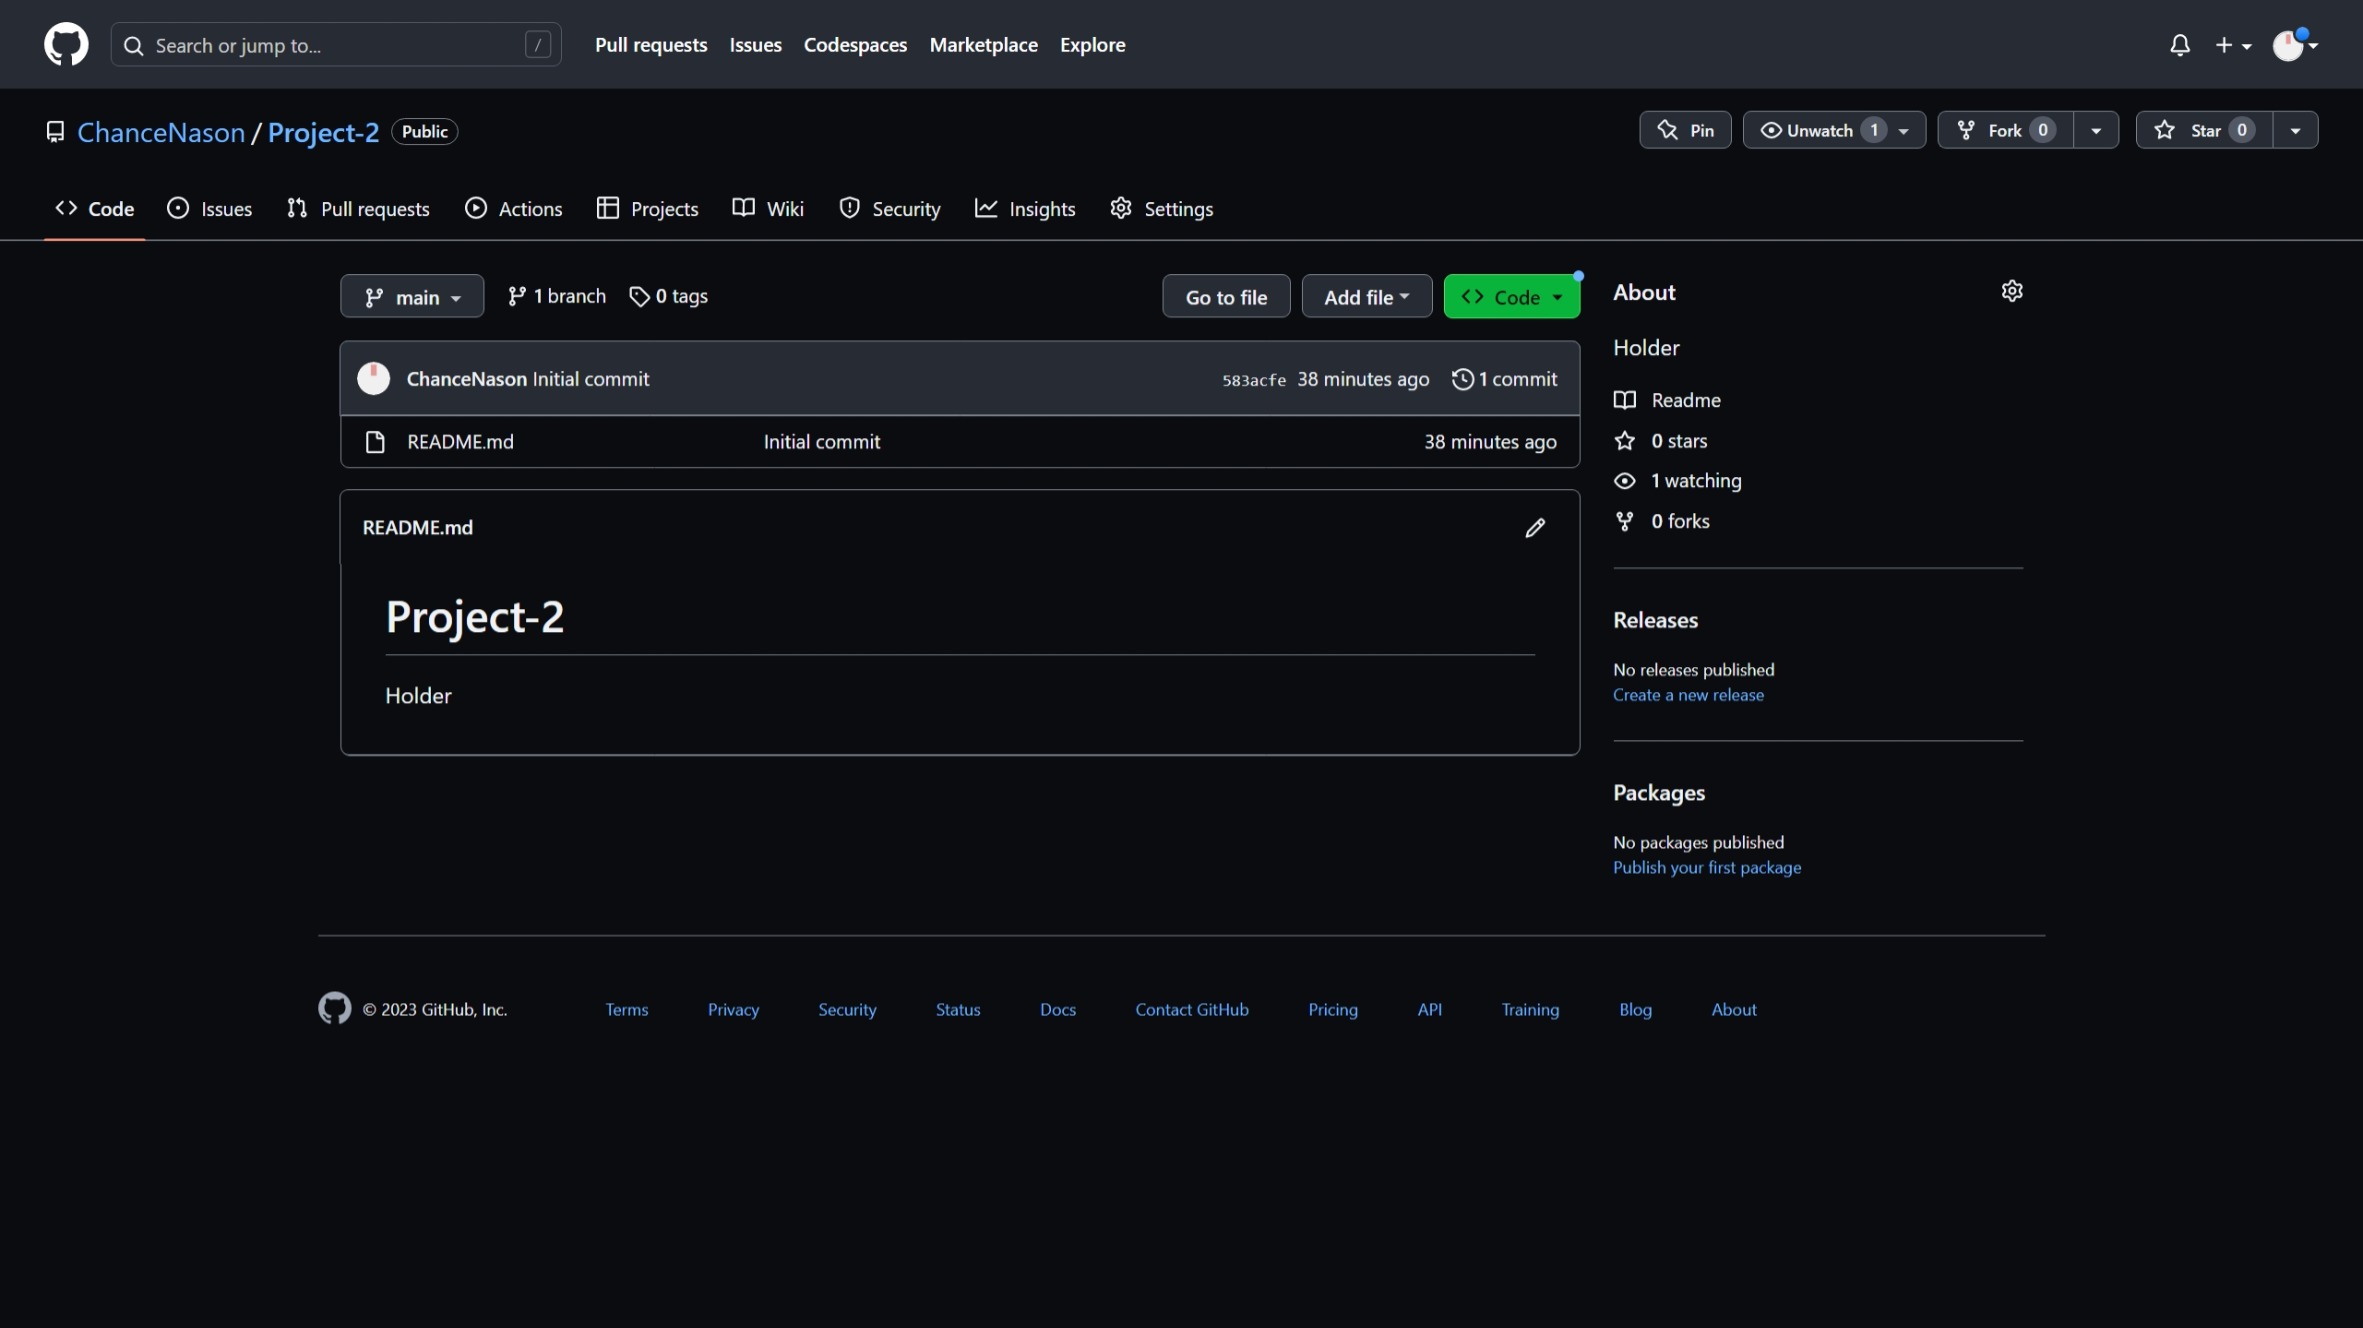 Search or jump to... /
Pull requests Issues Codespaces Marketplace Explore
ChanceNason / Project-2 Public
Pin Unwatch 1 Fork 0 Star 0
Code Issues Pull requests Actions Projects Wiki Security Insights Settings
main 1 branch 0 tags Go to file Add file Code
ChanceNason Initial commit 583acfe 38 minutes ago 1 commit
README.md Initial commit 38 minutes ago
README.md
Project-2
Holder
About
Holder
Readme
0 stars
1 watching
0 forks
Releases
No releases published
Create a new release
Packages
No packages published
Publish your first package
© 2023 GitHub, Inc. Terms Privacy Security Status Docs Contact GitHub Pricing API Training Blog About